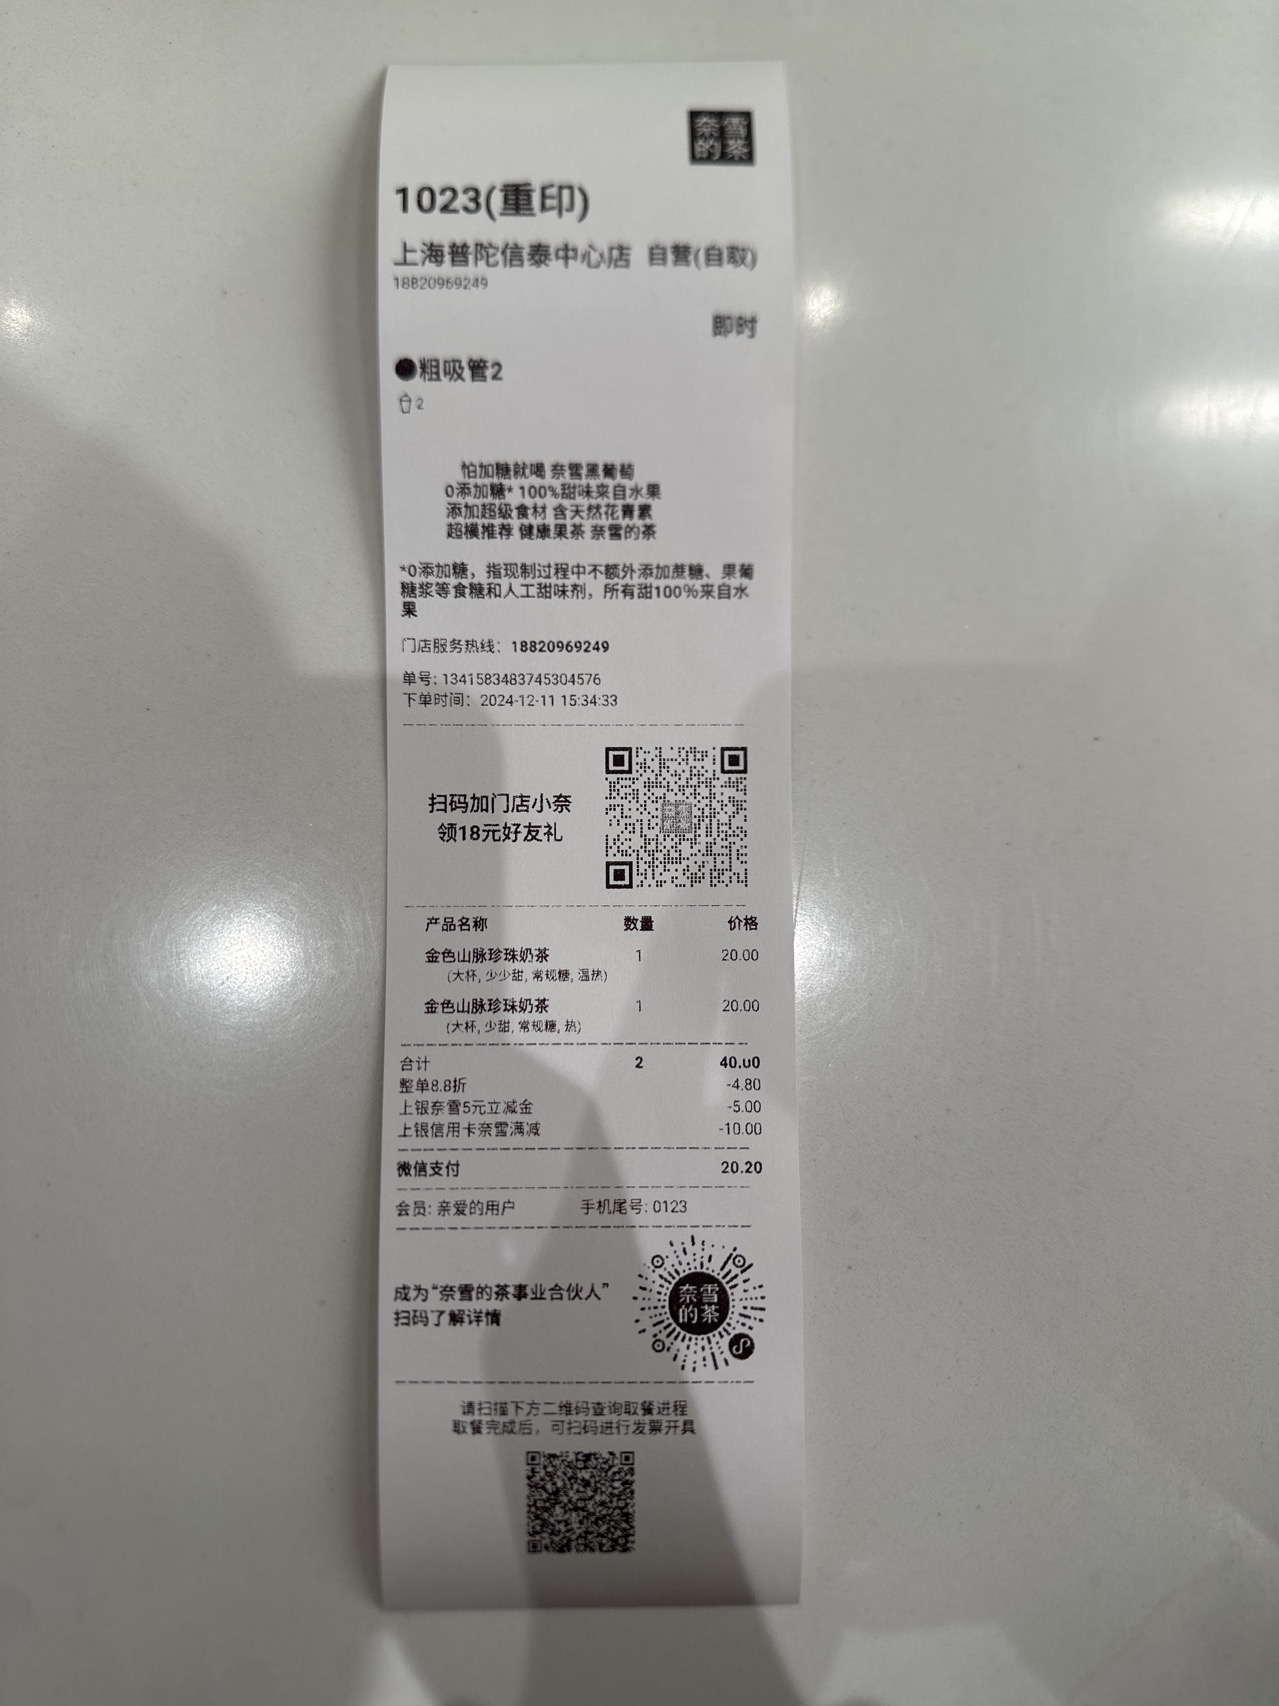 奈雪
的茶
1023(重印)
上海普陀信泰中心店 自营(自取)
18820969249
即时
●粗吸管2
2
怕加糖就喝 奈雪黑葡萄
0添加糖* 100%甜味来自水果
添加超级食材 含天然花青素
超模推荐 健康果茶 奈雪的茶
*0添加糖，指现制过程中不额外添加蔗糖、果葡
糖浆等食糖和人工甜味剂，所有甜100%来自水
果
门店服务热线：18820969249
单号: 1341583483745304576
下单时间：2024-12-11 15:34:33
扫码加门店小奈
领18元好友礼
产品名称 数量 价格
金色山脉珍珠奶茶 1 20.00
(大杯, 少少甜, 常规糖, 温热)
金色山脉珍珠奶茶 1 20.00
(大杯, 少甜, 常规糖, 热)
合计 2 40.00
整单8.8折 -4.80
上银奈雪5元立减金 -5.00
上银信用卡奈雪满减 -10.00
微信支付 20.20
会员: 亲爱的用户 手机尾号: 0123
成为“奈雪的茶事业合伙人”
扫码了解详情
奈雪
的茶
请扫描下方二维码查询取餐进程
取餐完成后，可扫码进行发票开具